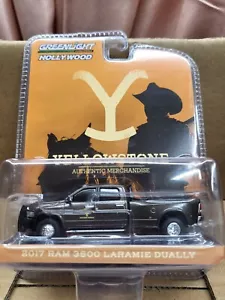 GREENLIGHT
HOLLYWOOD
Y
YELLOWSTONE
AUTHENTIC MERCHANDISE
2017 RAM 3500 LARAMIE DUALLY